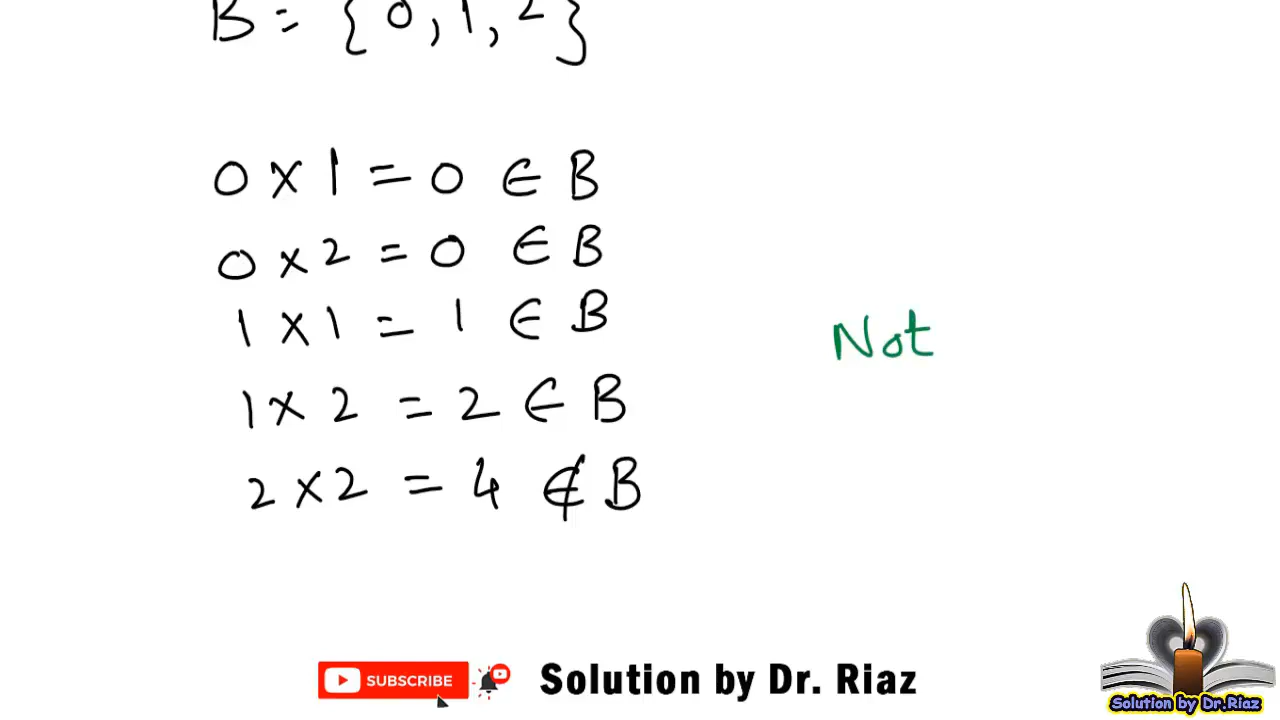 B = {0, 1, 2}
0 × 1 = 0 ∈ B
0 × 2 = 0 ∈ B
1 × 1 = 1 ∈ B
Not
1 × 2 = 2 ∈ B
2 × 2 = 4 ∉ B
SUBSCRIBE
Solution by Dr. Riaz
Solution by Dr.Riaz